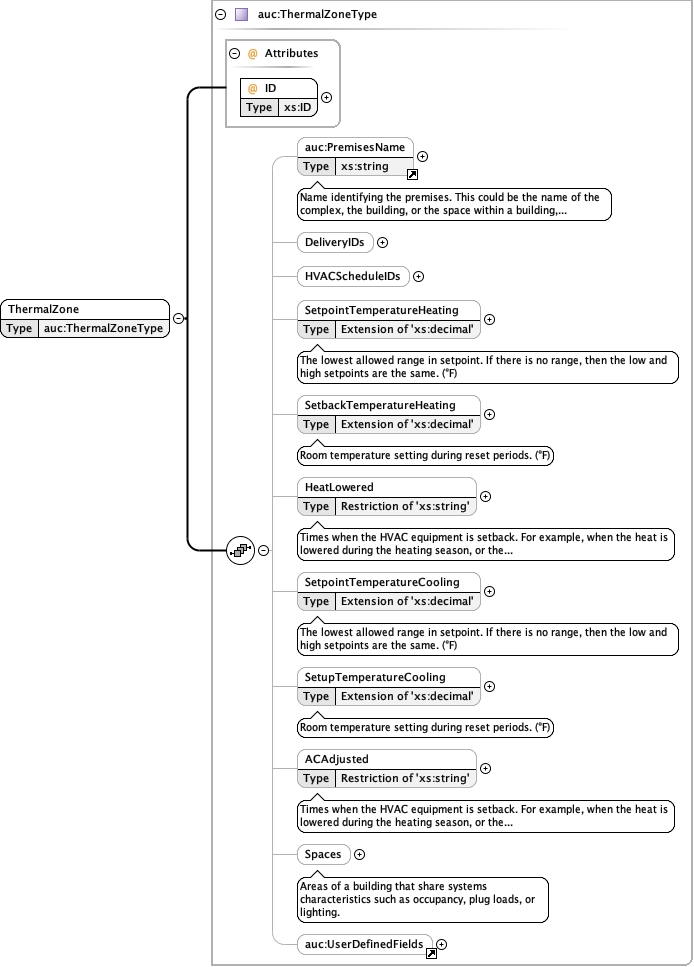 auc:ThermalZoneType
@ Attributes
@ ID
Type xs:ID
auc:PremisesName
Type xs:string
Name identifying the premises. This could be the name of the
complex, the building, or the space within a building,...
DeliveryIDs
HVACScheduleIDs
ThermalZone
Type auc:ThermalZoneType
SetpointTemperatureHeating
Type Extension of 'xs:decimal'
The lowest allowed range in setpoint. If there is no range, then the low and
high setpoints are the same. (°F)
SetbackTemperatureHeating
Type Extension of 'xs:decimal'
Room temperature setting during reset periods. (°F)
HeatLowered
Type Restriction of 'xs:string'
Times when the HVAC equipment is setback. For example, when the heat is
lowered during the heating season, or the...
SetpointTemperatureCooling
Type Extension of 'xs:decimal'
The lowest allowed range in setpoint. If there is no range, then the low and
high setpoints are the same. (°F)
SetupTemperatureCooling
Type Extension of 'xs:decimal'
Room temperature setting during reset periods. (°F)
ACAdjusted
Type Restriction of 'xs:string'
Times when the HVAC equipment is setback. For example, when the heat is
lowered during the heating season, or the...
Spaces
Areas of a building that share systems
characteristics such as occupancy, plug loads, or
lighting.
auc:UserDefinedFields